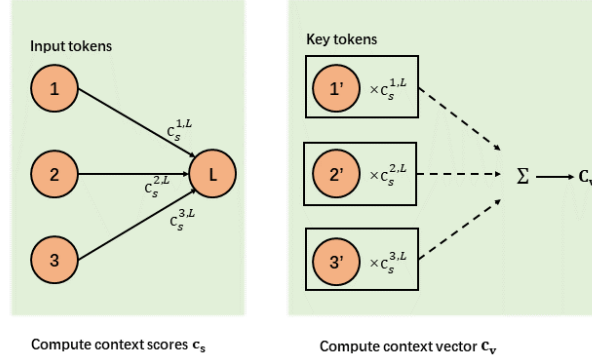 Input tokens
1
2
3
L
c_s^{1,L}
c_s^{2,L}
c_s^{3,L}
Compute context scores c_s
Key tokens
1' ×c_s^{1,L}
2' ×c_s^{2,L}
3' ×c_s^{3,L}
Σ
C_v
Compute context vector c_v